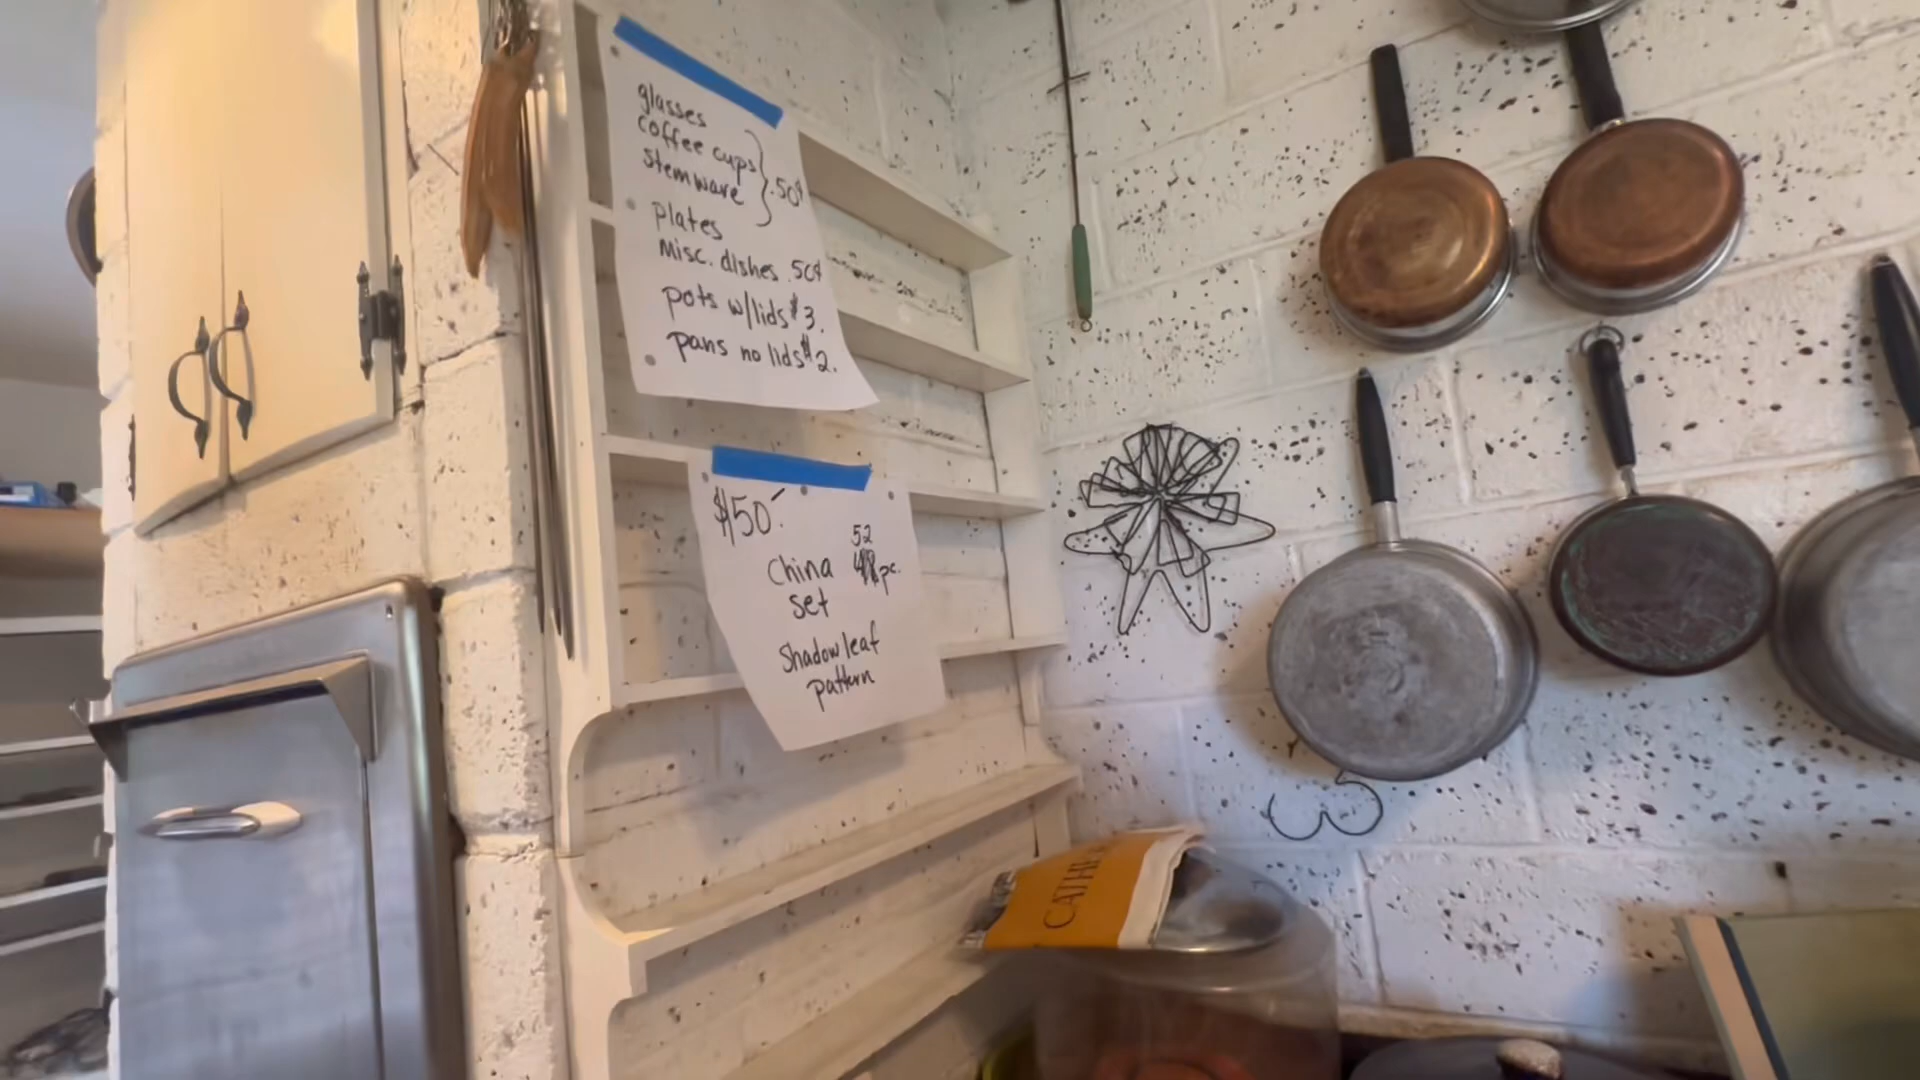 glasses
coffee cups
stemware } .50¢
plates
Misc. dishes .50¢
pots w/lids $3.
pans no lids $2.
$150.-
52
China pc.
set
Shadow leaf
pattern
CATHE